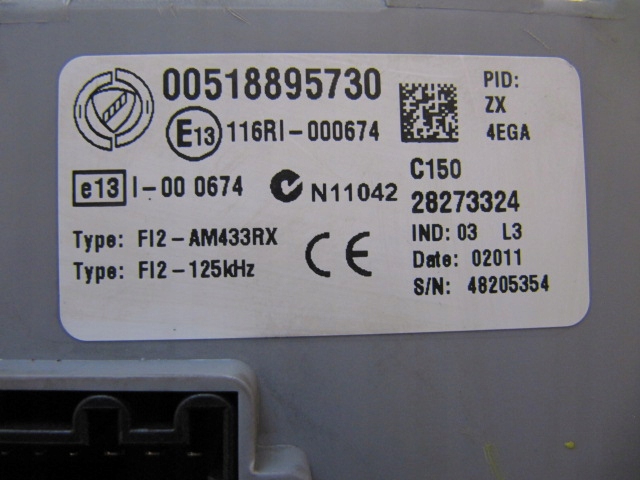 00518895730
E13 116RI-000674
e13 I-00 0674
N11042
Type: FI2-AM433RX
Type: FI2-125kHz
CE
PID:
ZX
4EGA
C150
28273324
IND: 03 L3
Date: 02011
S/N: 48205354